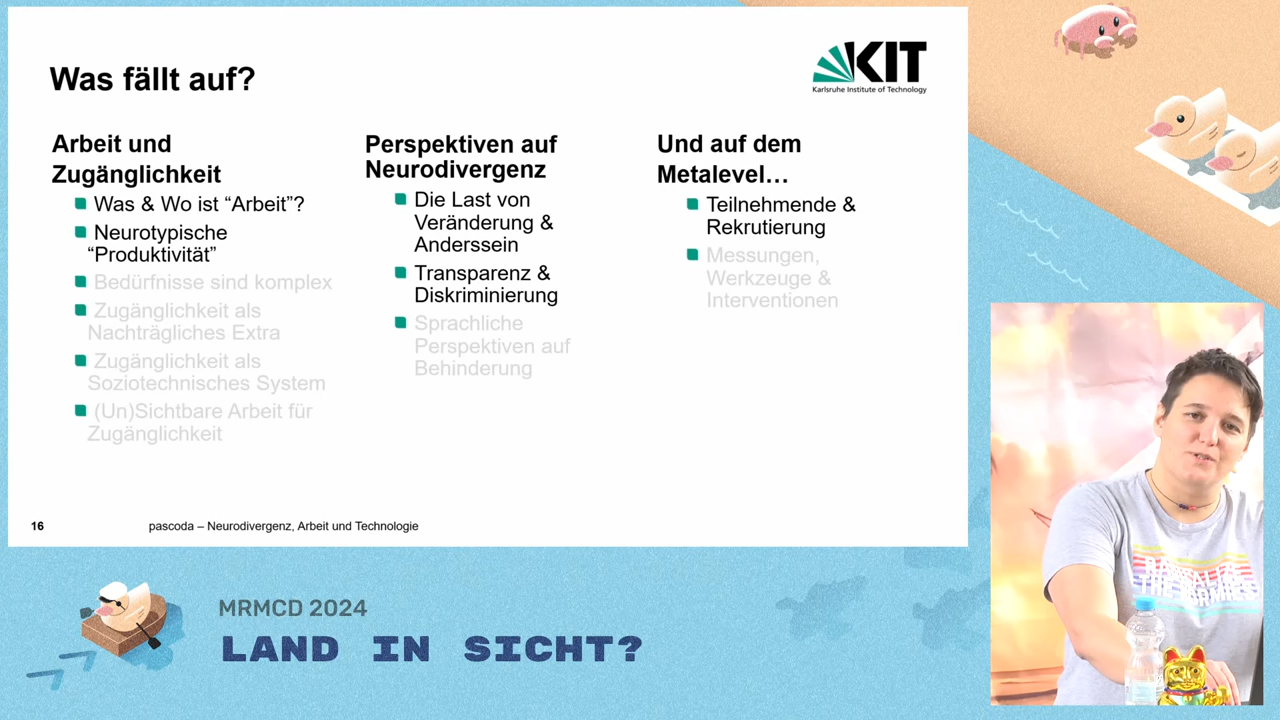 Was fällt auf?
KIT
Karlsruhe Institute of Technology
Arbeit und
Zugänglichkeit
Was & Wo ist “Arbeit”?
Neurotypische
“Produktivität”
Bedürfnisse sind komplex
Zugänglichkeit als
Nachträgliches Extra
Zugänglichkeit als
Soziotechnisches System
(Un)Sichtbare Arbeit für
Zugänglichkeit
Perspektiven auf
Neurodivergenz
Die Last von
Veränderung &
Anderssein
Transparenz &
Diskriminierung
Sprachliche
Perspektiven auf
Behinderung
Und auf dem
Metalevel…
Teilnehmende &
Rekrutierung
Messungen,
Werkzeuge &
Interventionen
16
pascoda – Neurodivergenz, Arbeit und Technologie
MRMCD 2024
LAND IN SICHT?